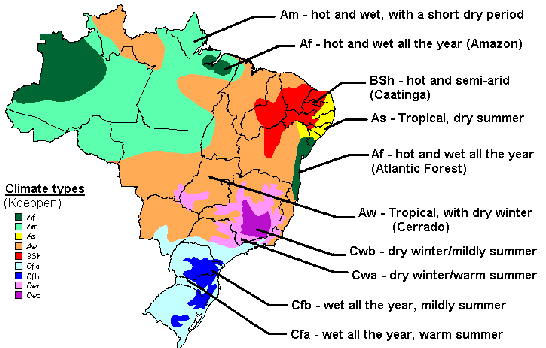 Am - hot and wet, with a short dry period
Af - hot and wet all the year (Amazon)
BSh - hot and semi-arid
(Caatinga)
As - Tropical, dry summer
Af - hot and wet all the year
(Atlantic Forest)
Aw - Tropical, with dry winter
(Cerrado)
Cwb - dry winter/mildly summer
Cwa - dry winter/warm summer
Cfb - wet all the year, mildly summer
Cfa - wet all the year, warm summer
Climate types
(Koeppen)
Af
Am
As
Aw
BSh
Cfa
Cfb